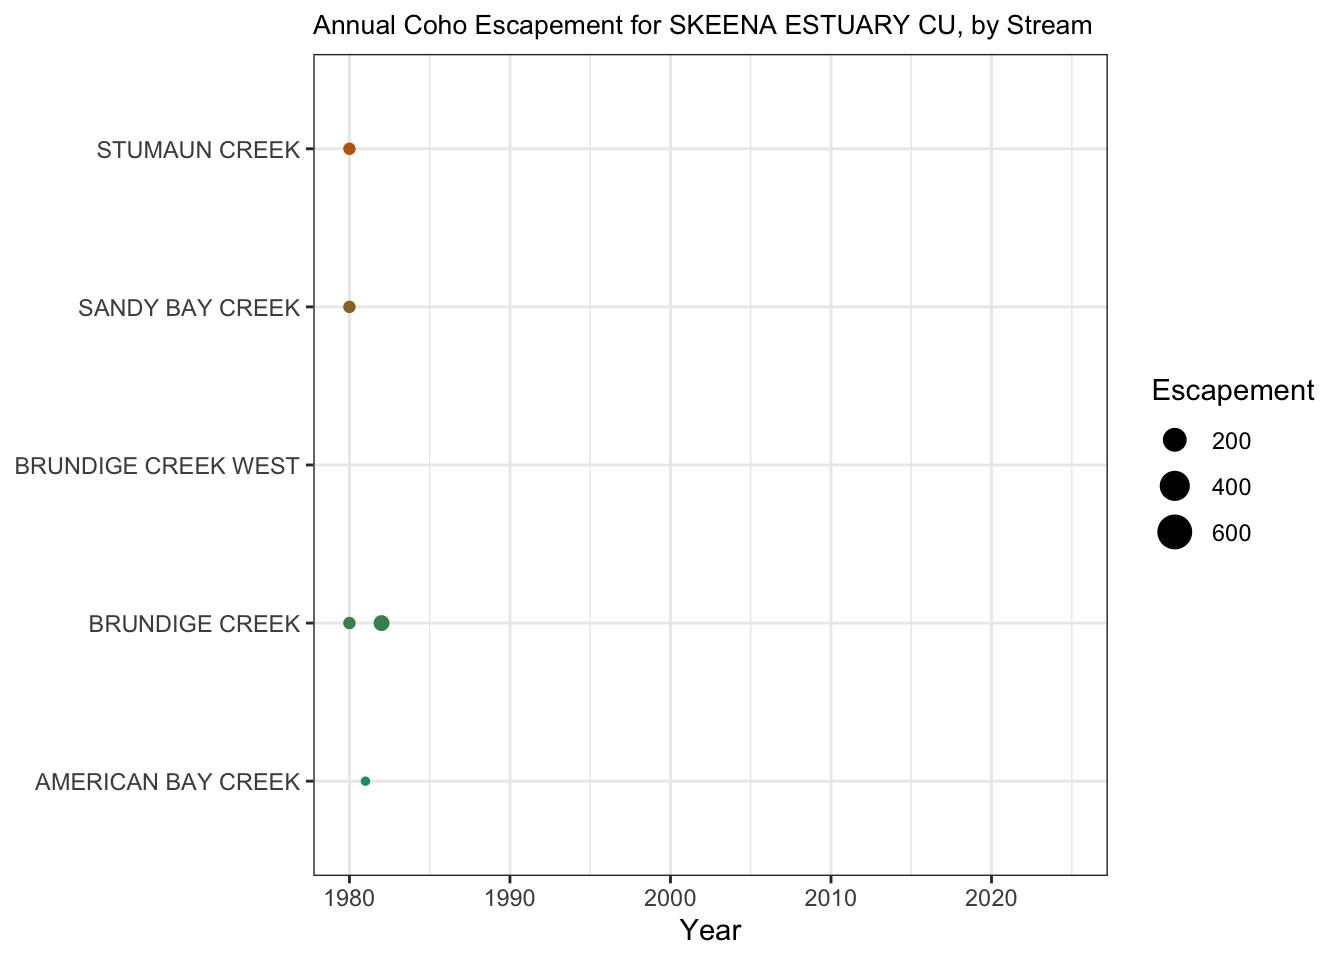 Annual Coho Escapement for SKEENA ESTUARY CU, by Stream
STUMAUN CREEK
SANDY BAY CREEK
BRUNDIGE CREEK WEST
BRUNDIGE CREEK
AMERICAN BAY CREEK
1980 1990 2000 2010 2020
Year
Escapement
200
400
600